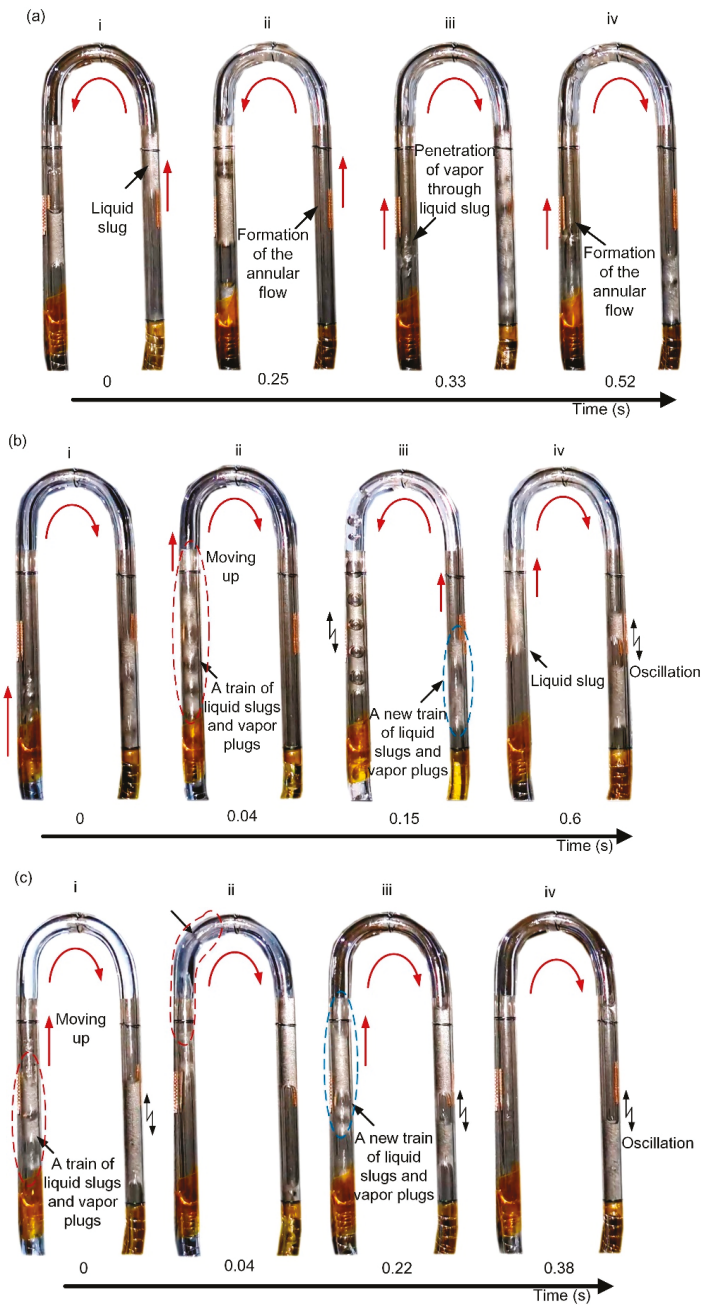 (a)
i
ii
iii
iv
Liquid
slug
Formation
of the
annular
flow
Penetration
of vapor
through
liquid slug
Formation
of the
annular
flow
0
0.25
0.33
0.52
Time (s)
(b)
i
ii
iii
iv
Moving
up
A train of
liquid slugs
and vapor
plugs
A new train
of liquid
slugs and
vapor plugs
Liquid slug
Oscillation
0
0.04
0.15
0.6
Time (s)
(c)
i
ii
iii
iv
Moving
up
A train of
liquid slugs
and vapor
plugs
A new train
of liquid
slugs and
vapor plugs
Oscillation
0
0.04
0.22
0.38
Time (s)